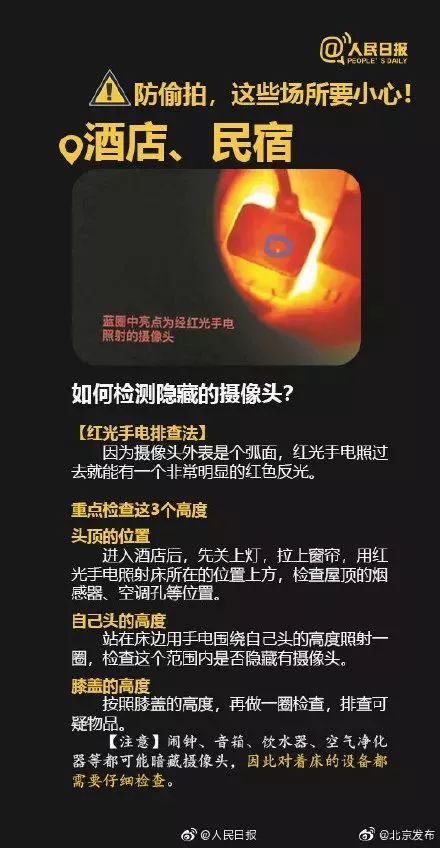 @人民日报
PEOPLE'S DAILY
防偷拍，这些场所要小心！
酒店、民宿
蓝圈中亮点为经红光手电
照射的摄像头
如何检测隐藏的摄像头？
【红光手电排查法】
因为摄像头外表是个弧面，红光手电照过
去就能有一个非常明显的红色反光。
重点检查这3个高度
头顶的位置
进入酒店后，先关上灯，拉上窗帘，用红
光手电照射床所在的位置上方，检查屋顶的烟
感器、空调孔等位置。
自己头的高度
站在床边用手电围绕自己头的高度照射一
圈，检查这个范围内是否隐藏有摄像头。
膝盖的高度
按照膝盖的高度，再做一圈检查，排查可
疑物品。
【注意】闹钟、音箱、饮水器、空气净化
器等都可能暗藏摄像头，因此对着床的设备都
需要仔细检查。
@人民日报
@北京发布